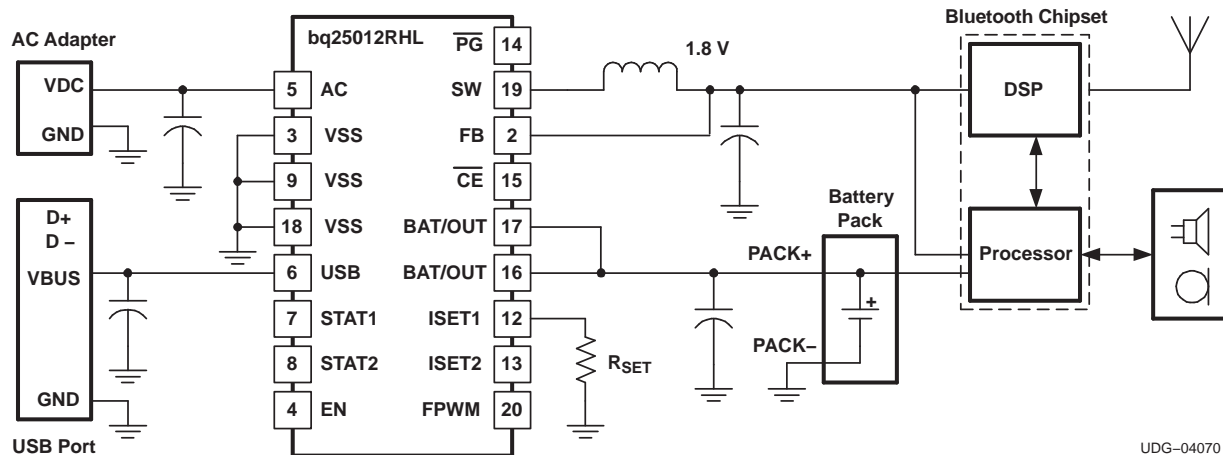 Bluetooth Chipset
AC Adapter
bq25012RHL
PG
14
1.8 V
VDC
5
AC
SW
19
DSP
GND
3
VSS
FB
2
9
VSS
CE
15
Battery
Pack
D+
D –
18
VSS
BAT/OUT
17
PACK+
Processor
VBUS
6
USB
BAT/OUT
16
+
7
STAT1
ISET1
12
PACK–
8
STAT2
ISET2
13
RSET
GND
4
EN
FPWM
20
USB Port
UDG–04070